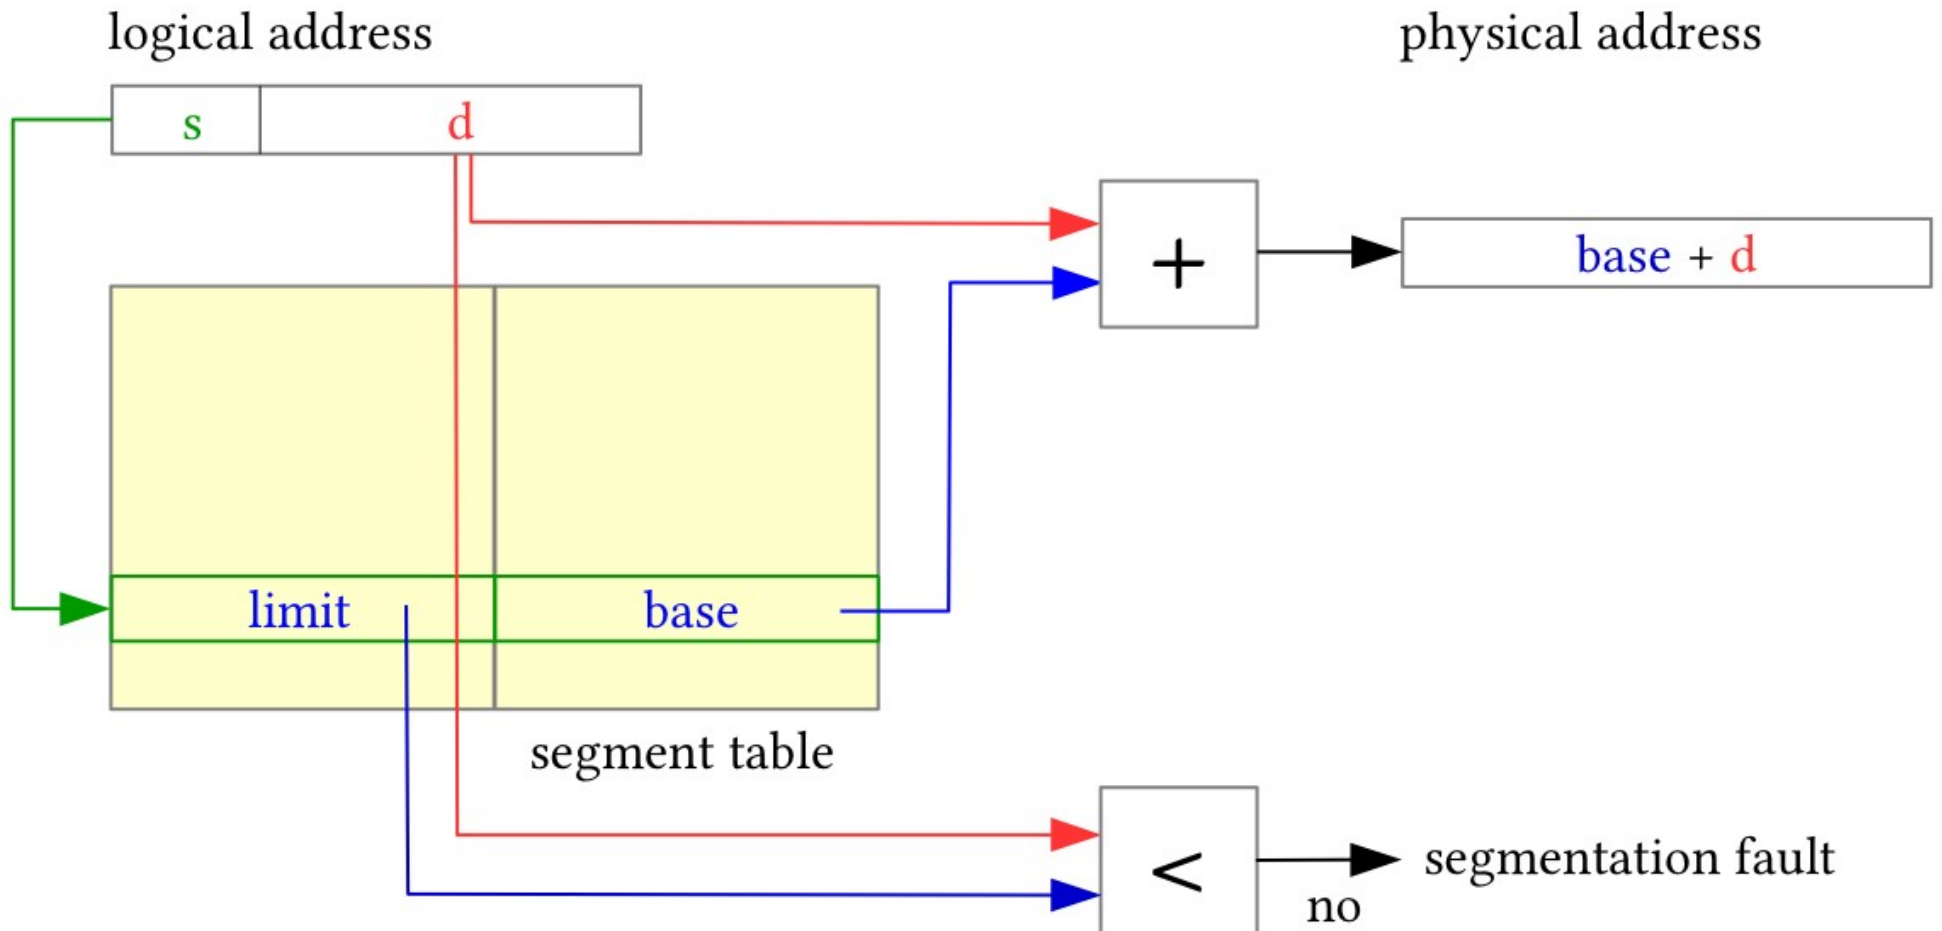 logical address
physical address
s
d
+
base + d
limit
base
segment table
<
segmentation fault
no